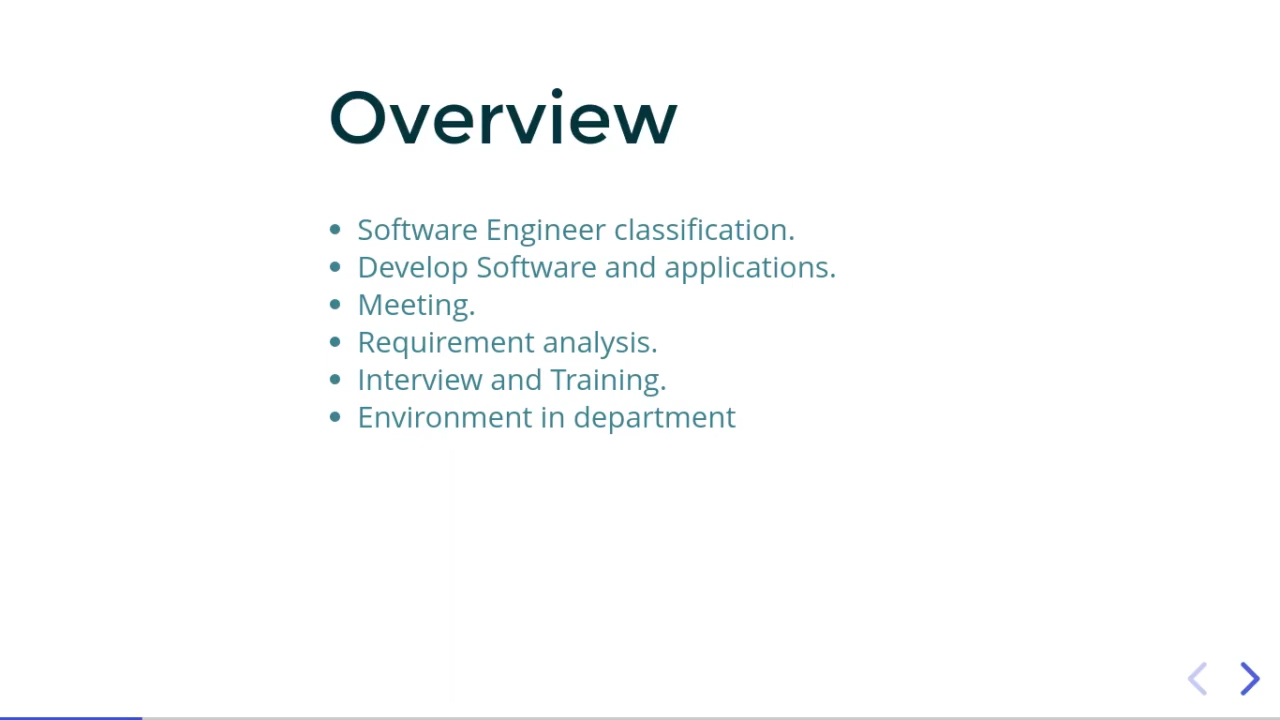 Overview
Software Engineer classification.
Develop Software and applications.
Meeting.
Requirement analysis.
Interview and Training.
Environment in department